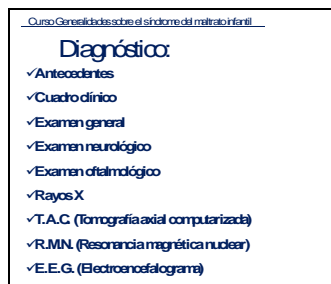 Curso Generalidades sobre el síndrome del maltrato infantil
Diagnóstico:
✓Antecedentes
✓Cuadro clínico
✓Examen general
✓Examen neurológico
✓Examen oftalmológico
✓Rayos X
✓T.A.C. (Tomografía axial computarizada)
✓R.M.N. (Resonancia magnética nuclear)
✓E.E.G. (Electroencefalograma)